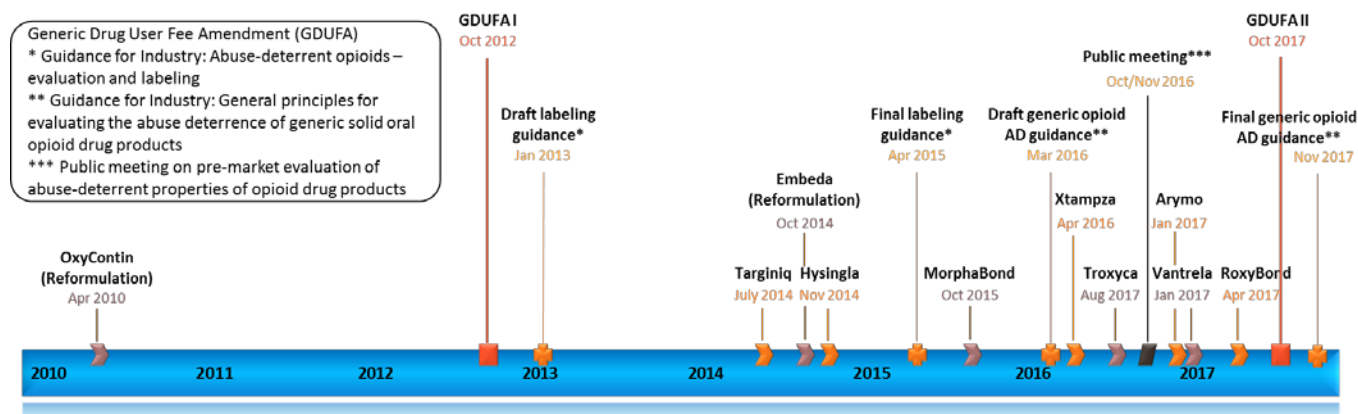 Generic Drug User Fee Amendment (GDUFA)
* Guidance for Industry: Abuse-deterrent opioids –
evaluation and labeling
** Guidance for Industry: General principles for
evaluating the abuse deterrence of generic solid oral
opioid drug products
*** Public meeting on pre-market evaluation of
abuse-deterrent properties of opioid drug products
OxyContin
(Reformulation)
Apr 2010
GDUFA I
Oct 2012
Draft labeling
guidance*
Jan 2013
Targiniq
July 2014
Embeda
(Reformulation)
Oct 2014
Hysingla
Nov 2014
Final labeling
guidance*
Apr 2015
MorphaBond
Oct 2015
Draft generic opioid
AD guidance**
Mar 2016
Xtampza
Apr 2016
Troxyca
Aug 2017
Public meeting***
Oct/Nov 2016
Arymo
Jan 2017
Vantrela
Jan 2017
RoxyBond
Apr 2017
GDUFA II
Oct 2017
Final generic opioid
AD guidance**
Nov 2017
2010
2011
2012
2013
2014
2015
2016
2017